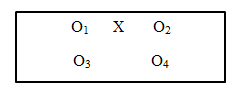 O₁ X O₂
O₃ O₄